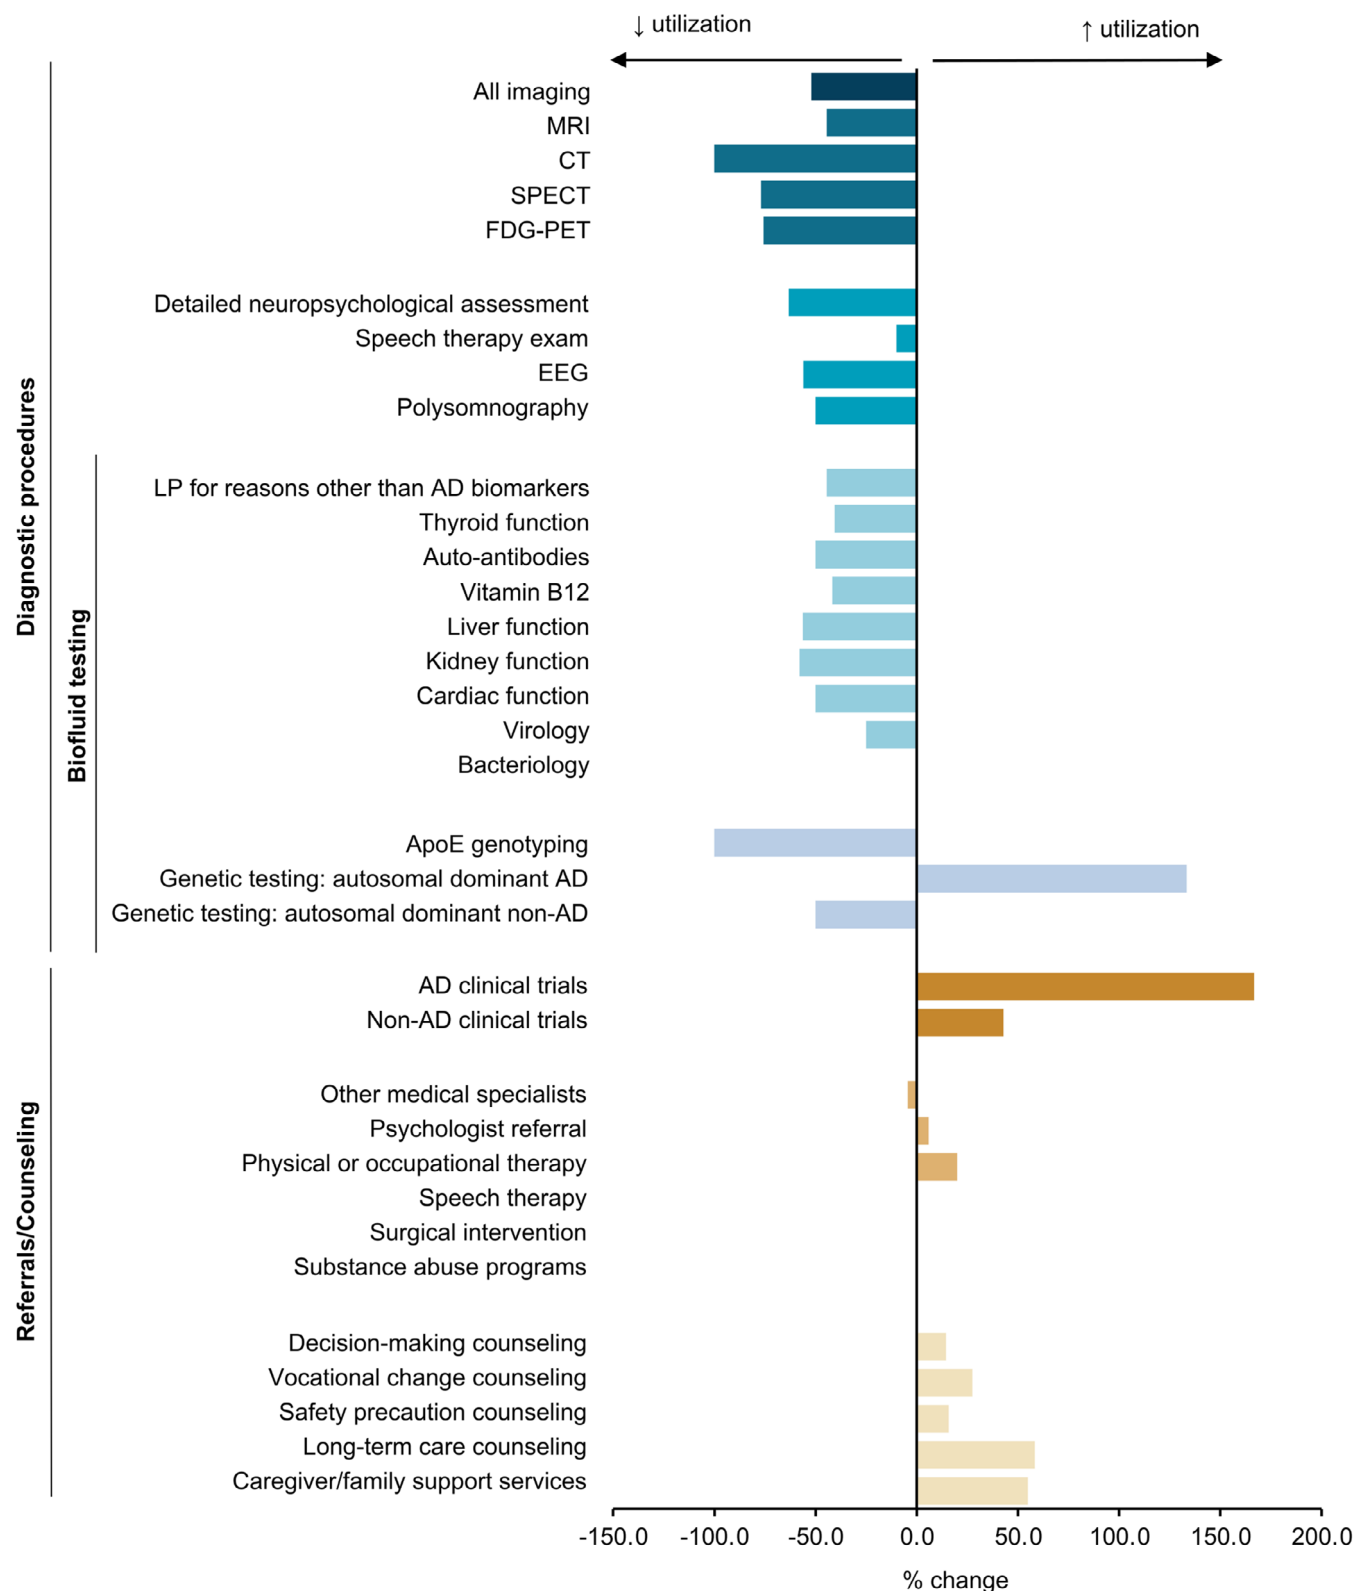 ↓ utilization
↑ utilization
Diagnostic procedures
All imaging
MRI
CT
SPECT
FDG-PET
Detailed neuropsychological assessment
Speech therapy exam
EEG
Polysomnography
Biofluid testing
LP for reasons other than AD biomarkers
Thyroid function
Auto-antibodies
Vitamin B12
Liver function
Kidney function
Cardiac function
Virology
Bacteriology
ApoE genotyping
Genetic testing: autosomal dominant AD
Genetic testing: autosomal dominant non-AD
Referrals/Counseling
AD clinical trials
Non-AD clinical trials
Other medical specialists
Psychologist referral
Physical or occupational therapy
Speech therapy
Surgical intervention
Substance abuse programs
Decision-making counseling
Vocational change counseling
Safety precaution counseling
Long-term care counseling
Caregiver/family support services
-150.0 -100.0 -50.0 0.0 50.0 100.0 150.0 200.0
% change